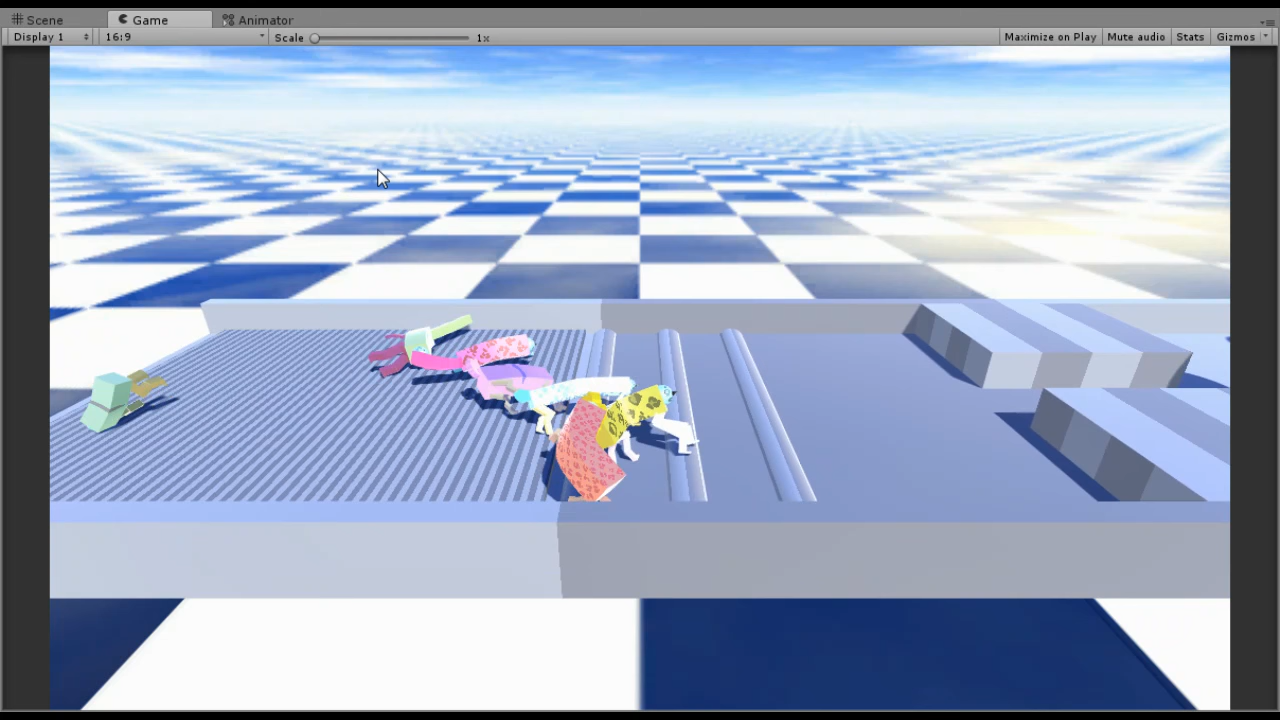 Scene Game Animator
Display 1 16:9 Scale 1x Maximize on Play Mute audio Stats Gizmos